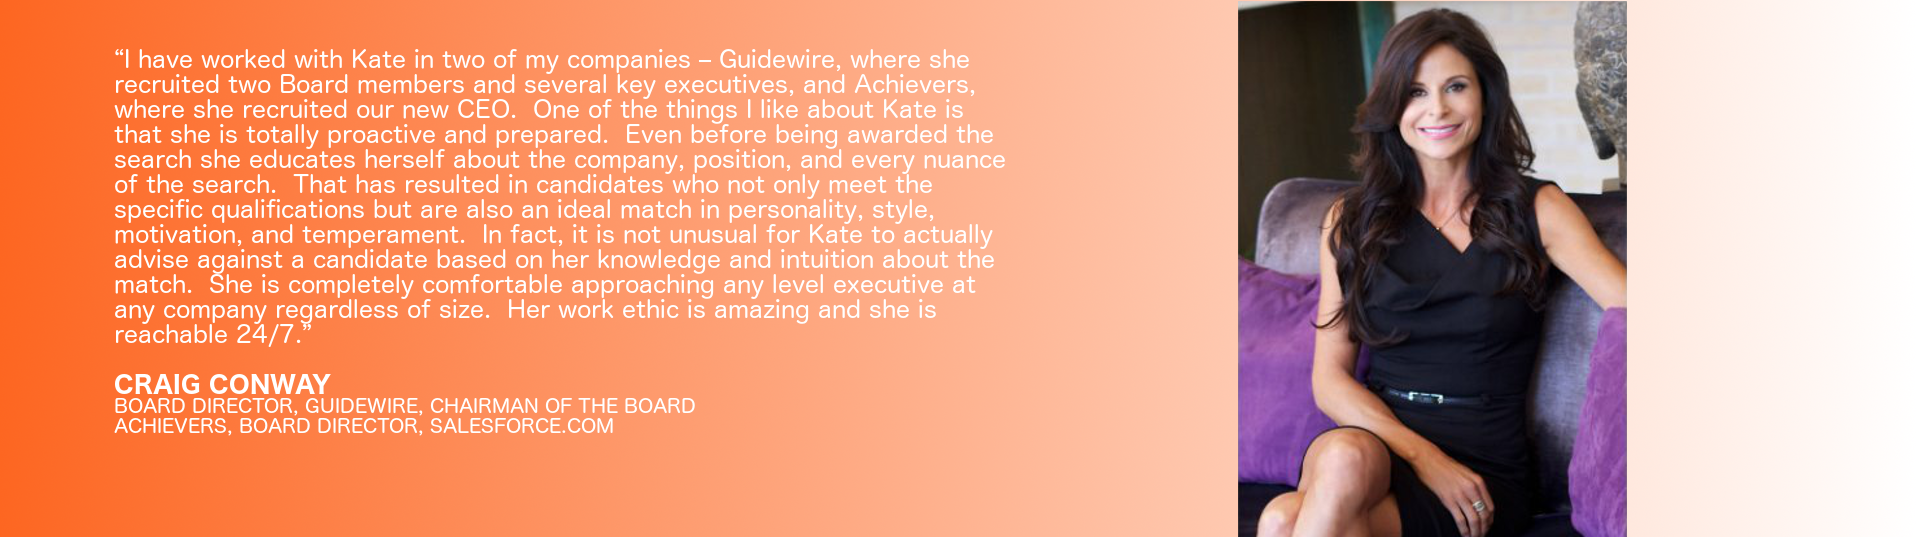 “I have worked with Kate in two of my companies – Guidewire, where she
recruited two Board members and several key executives, and Achievers,
where she recruited our new CEO.  One of the things I like about Kate is
that she is totally proactive and prepared.  Even before being awarded the
search she educates herself about the company, position, and every nuance
of the search.  That has resulted in candidates who not only meet the
specific qualifications but are also an ideal match in personality, style,
motivation, and temperament.  In fact, it is not unusual for Kate to actually
advise against a candidate based on her knowledge and intuition about the
match.  She is completely comfortable approaching any level executive at
any company regardless of size.  Her work ethic is amazing and she is
reachable 24/7.”
CRAIG CONWAY
BOARD DIRECTOR, GUIDEWIRE, CHAIRMAN OF THE BOARD
ACHIEVERS, BOARD DIRECTOR, SALESFORCE.COM